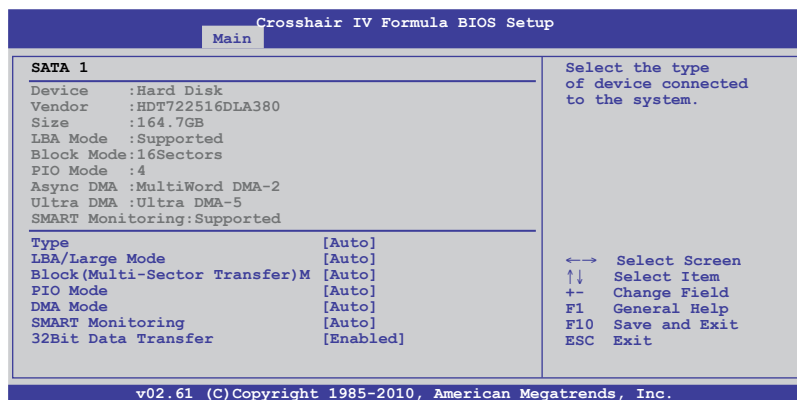 Crosshair IV Formula BIOS Setup
Main
SATA 1
Device :Hard Disk
Vendor :HDT722516DLA380
Size :164.7GB
LBA Mode :Supported
Block Mode:16Sectors
PIO Mode :4
Async DMA :MultiWord DMA-2
Ultra DMA :Ultra DMA-5
SMART Monitoring:Supported
Type [Auto]
LBA/Large Mode [Auto]
Block(Multi-Sector Transfer)M [Auto]
PIO Mode [Auto]
DMA Mode [Auto]
SMART Monitoring [Auto]
32Bit Data Transfer [Enabled]
Select the type
of device connected
to the system.
←→ Select Screen
↑↓ Select Item
+- Change Field
F1 General Help
F10 Save and Exit
ESC Exit
v02.61 (C)Copyright 1985-2010, American Megatrends, Inc.